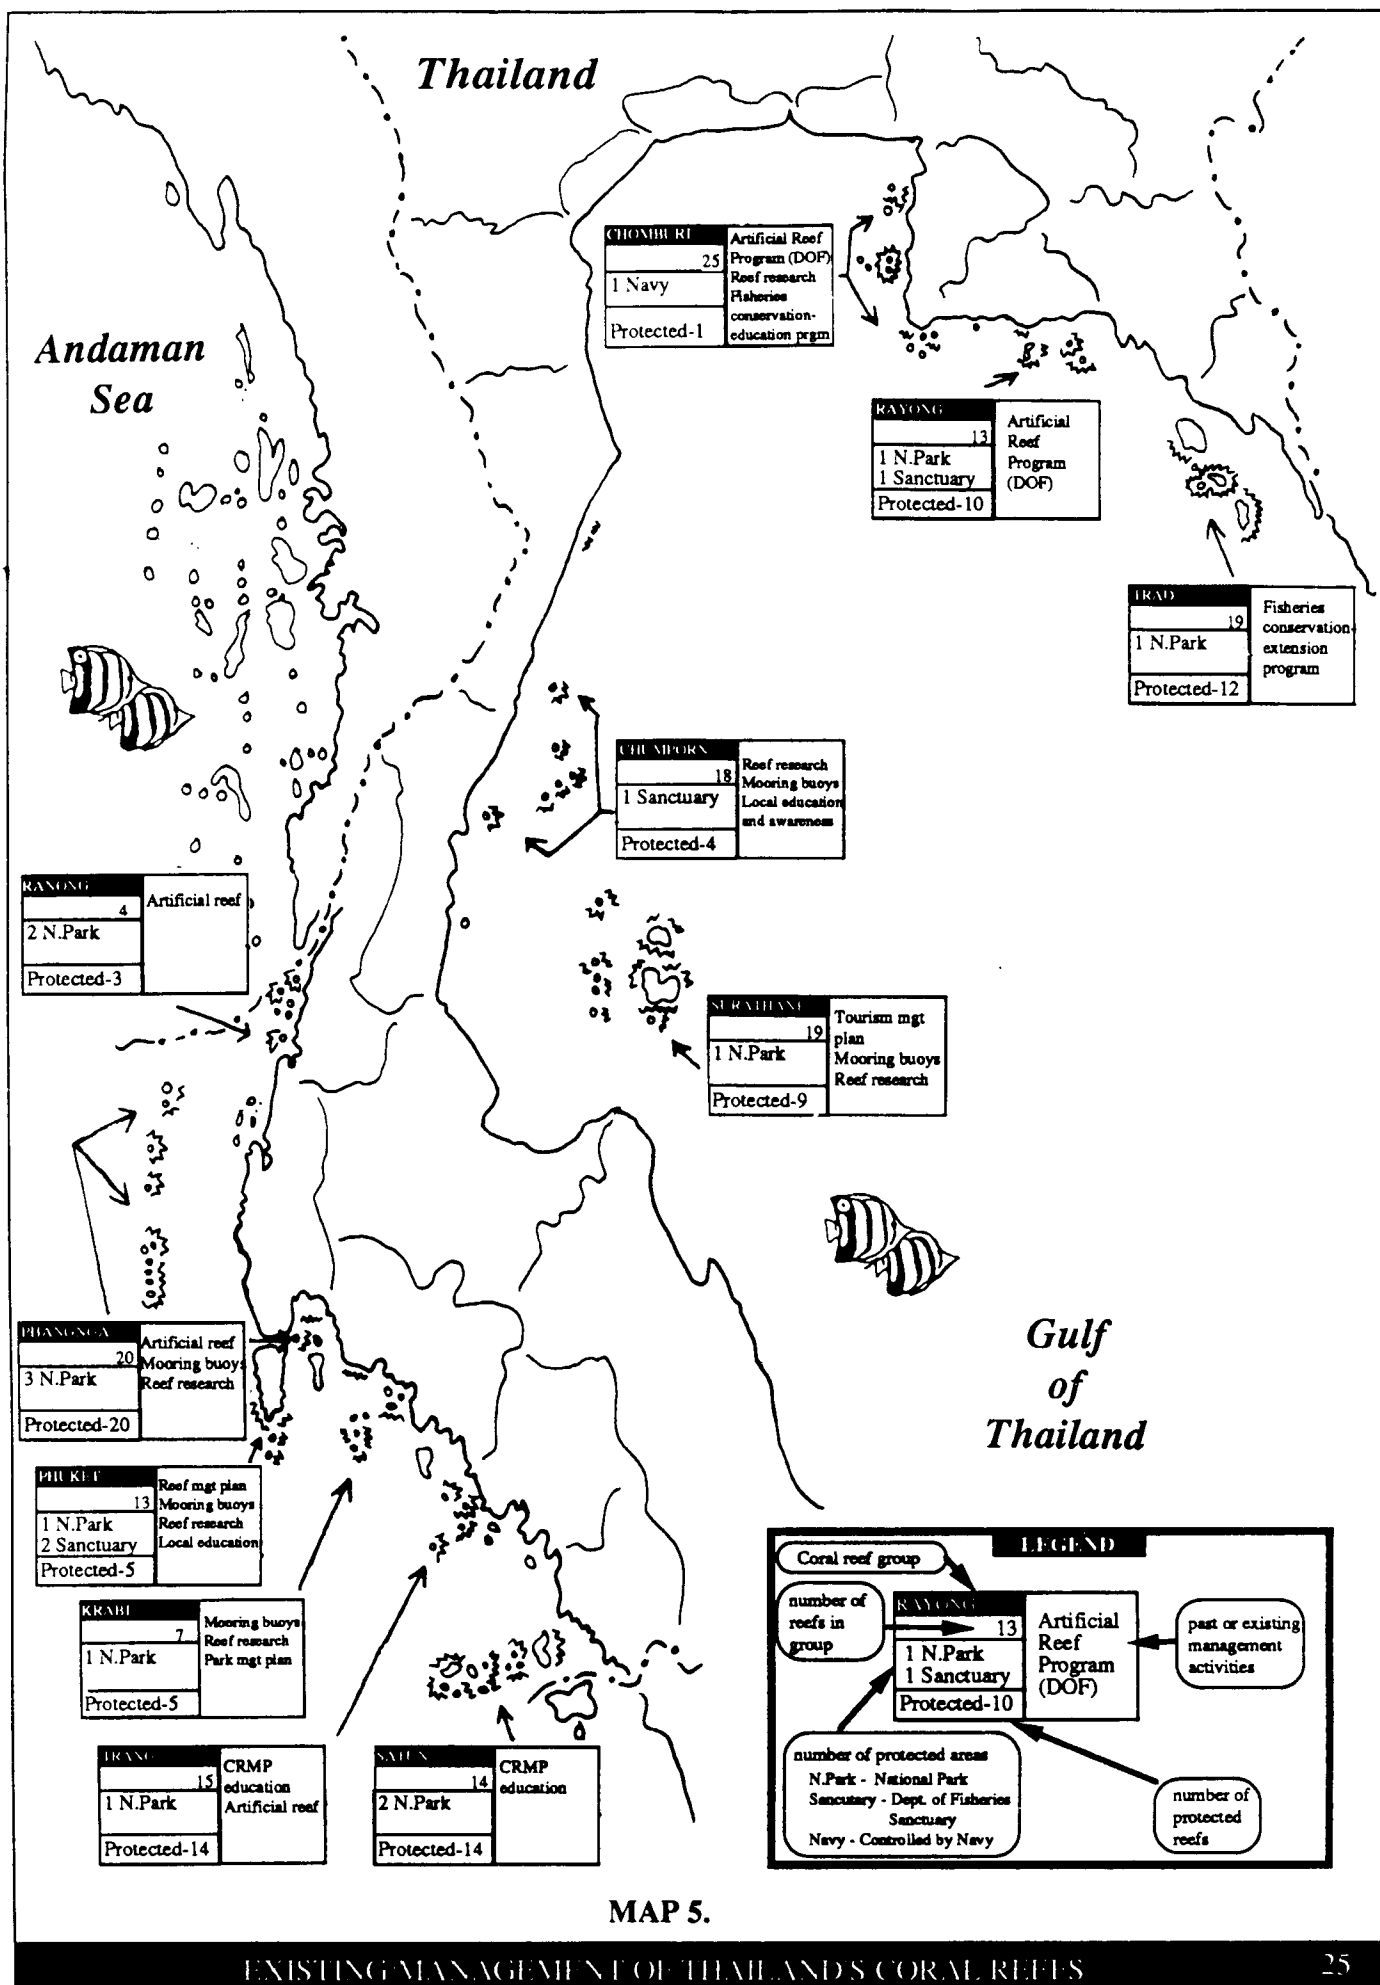 Thailand
Andaman
Sea
CHOMBURI
25
1 Navy
Protected-1
Artificial Reef
Program (DOF)
Reef research
Fisheries
conservation-
education prgm
RAYONG
13
1 N.Park
1 Sanctuary
Protected-10
Artificial
Reef
Program
(DOF)
TRAD
19
1 N.Park
Protected-12
Fisheries
conservation-
extension
program
CHUMPORN
18
1 Sanctuary
Protected-4
Reef research
Mooring buoys
Local education
and awareness
RANONG
4
2 N.Park
Protected-3
Artificial reef
SURATHANI
19
1 N.Park
Protected-9
Tourism mgt
plan
Mooring buoys
Reef research
PHANGNGA
20
3 N.Park
Protected-20
Artificial reef
Mooring buoys
Reef research
Gulf
of
Thailand
PHUKET
13
1 N.Park
2 Sanctuary
Protected-5
Reef mgt plan
Mooring buoys
Reef research
Local education
KRABI
7
1 N.Park
Protected-5
Mooring buoys
Reef research
Park mgt plan
TRANG
15
1 N.Park
Protected-14
CRMP
education
Artificial reef
SATUN
14
2 N.Park
Protected-14
CRMP
education
LEGEND
Coral reef group
number of
reefs in
group
RAYONG
13
1 N.Park
1 Sanctuary
Protected-10
Artificial
Reef
Program
(DOF)
past or existing
management
activities
number of protected areas
N.Park - National Park
Sancutary - Dept. of Fisheries
Sanctuary
Navy - Controlled by Navy
number of
protected
reefs
MAP 5.
EXISTING MANAGEMENT OF THAILAND'S CORAL REEFS
25